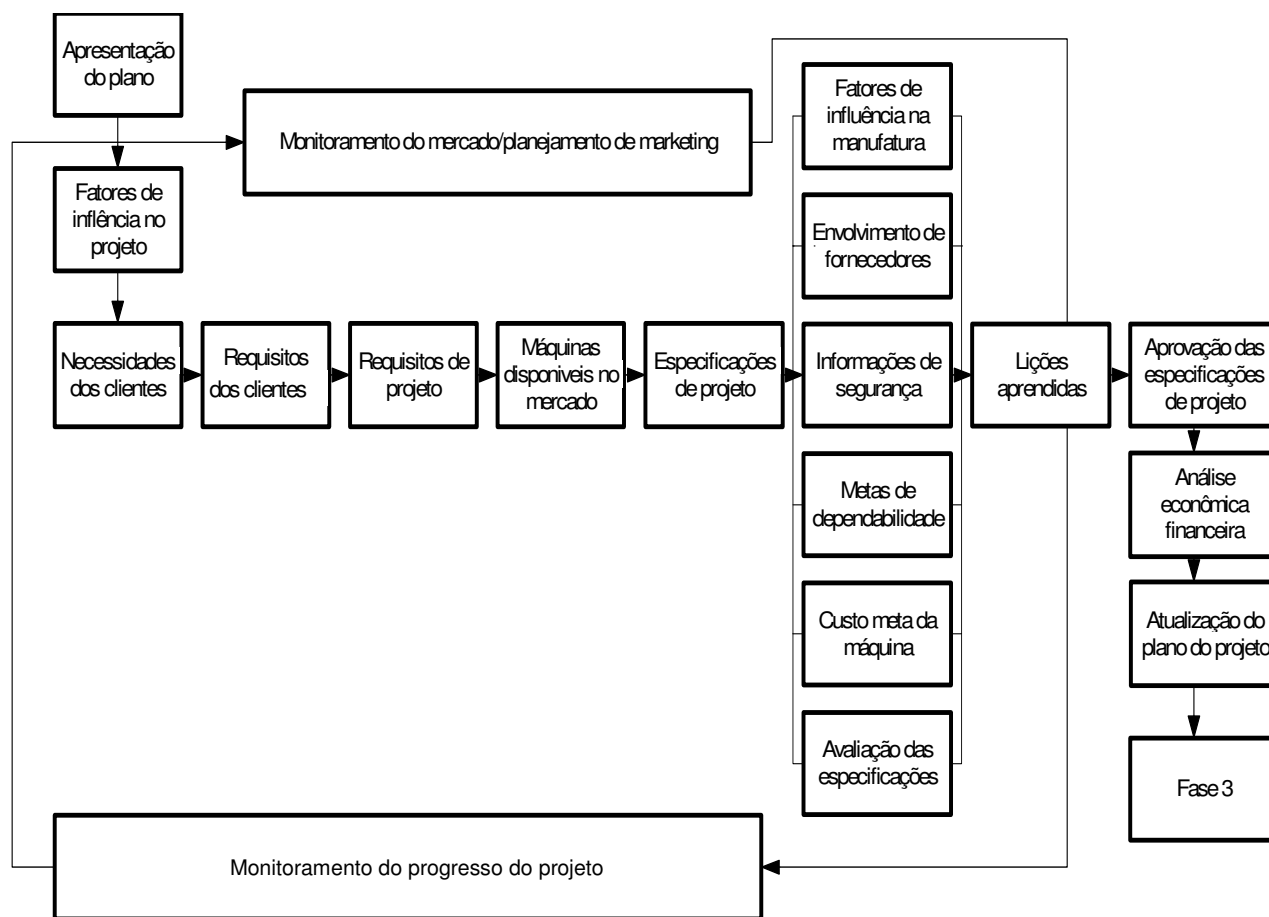 Apresentação
do plano
Monitoramento do mercado/planejamento de marketing
Fatores de
influência na
manufatura
Fatores de
inflência no
projeto
Envolvimento de
fornecedores
Necessidades
dos clientes
Requisitos
dos clientes
Requisitos de
projeto
Máquinas
disponiveis no
mercado
Especificações
de projeto
Informações de
segurança
Lições
aprendidas
Aprovação das
especificações
de projeto
Metas de
dependabilidade
Análise
econômica
financeira
Custo meta da
máquina
Atualização do
plano do projeto
Avaliação das
especificações
Fase 3
Monitoramento do progresso do projeto